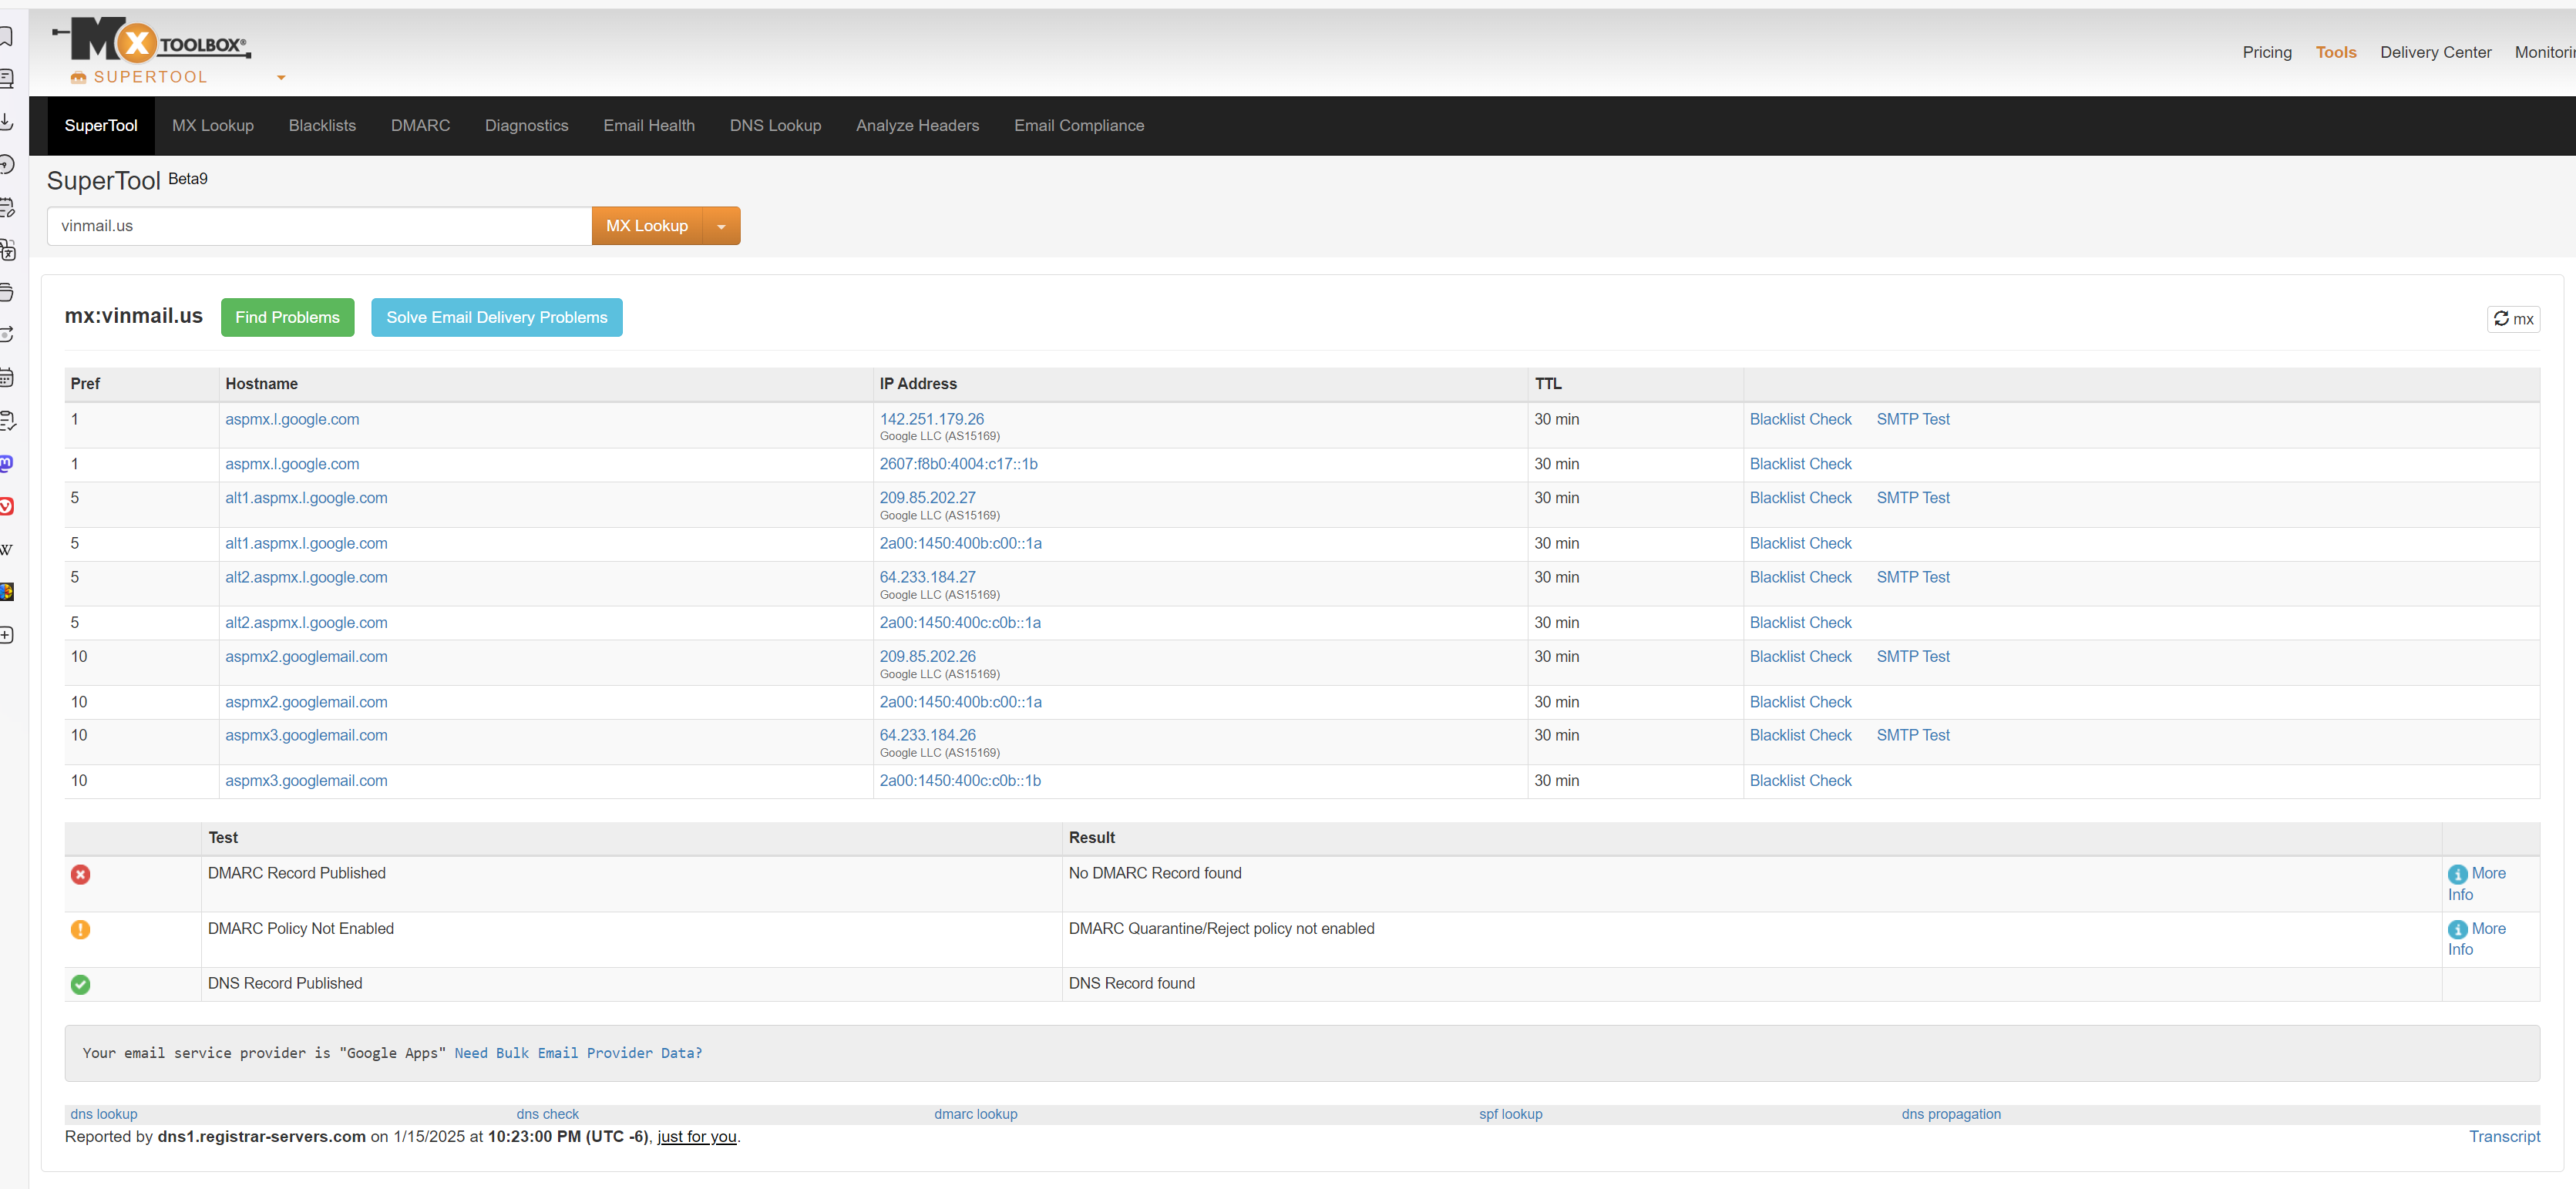 MX TOOLBOX®
SUPERTOOL
Pricing Tools Delivery Center Monitorin
SuperTool MX Lookup Blacklists DMARC Diagnostics Email Health DNS Lookup Analyze Headers Email Compliance
SuperTool Beta9
vinmail.us MX Lookup
mx:vinmail.us Find Problems Solve Email Delivery Problems mx
Pref Hostname IP Address TTL
1 aspmx.l.google.com 142.251.179.26 30 min Blacklist Check SMTP Test
Google LLC (AS15169)
1 aspmx.l.google.com 2607:f8b0:4004:c17::1b 30 min Blacklist Check
5 alt1.aspmx.l.google.com 209.85.202.27 30 min Blacklist Check SMTP Test
Google LLC (AS15169)
5 alt1.aspmx.l.google.com 2a00:1450:400b:c00::1a 30 min Blacklist Check
5 alt2.aspmx.l.google.com 64.233.184.27 30 min Blacklist Check SMTP Test
Google LLC (AS15169)
5 alt2.aspmx.l.google.com 2a00:1450:400c:c0b::1a 30 min Blacklist Check
10 aspmx2.googlemail.com 209.85.202.26 30 min Blacklist Check SMTP Test
Google LLC (AS15169)
10 aspmx2.googlemail.com 2a00:1450:400b:c00::1a 30 min Blacklist Check
10 aspmx3.googlemail.com 64.233.184.26 30 min Blacklist Check SMTP Test
Google LLC (AS15169)
10 aspmx3.googlemail.com 2a00:1450:400c:c0b::1b 30 min Blacklist Check
Test Result
DMARC Record Published No DMARC Record found More
Info
DMARC Policy Not Enabled DMARC Quarantine/Reject policy not enabled More
Info
DNS Record Published DNS Record found
Your email service provider is "Google Apps" Need Bulk Email Provider Data?
dns lookup dns check dmarc lookup spf lookup dns propagation
Reported by dns1.registrar-servers.com on 1/15/2025 at 10:23:00 PM (UTC -6), just for you. Transcript